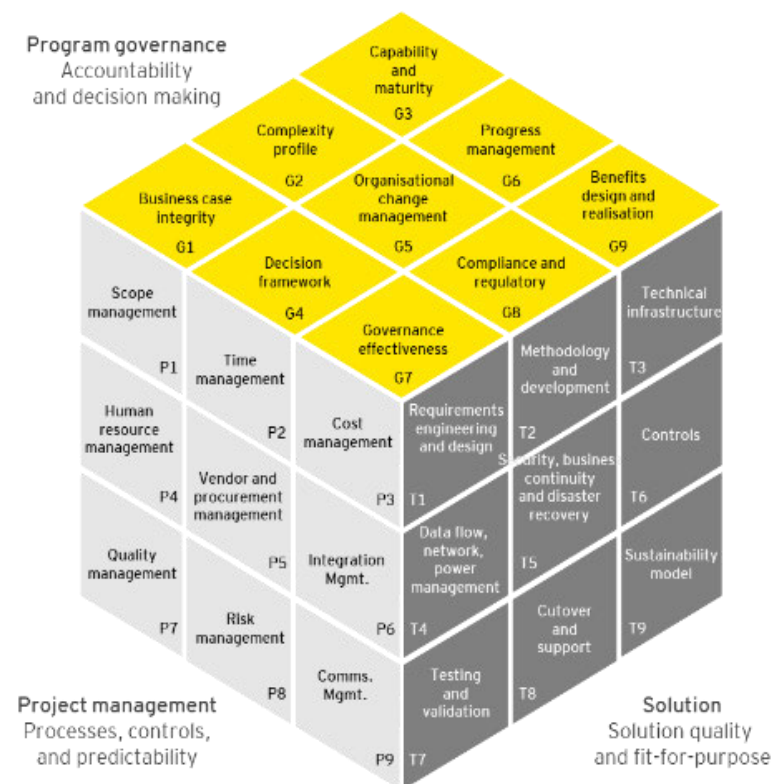 Program governance
Accountability
and decision making
Capability
and
maturity
G3
Complexity
profile
G2
Progress
management
G6
Business case
integrity
G1
Organisational
change
management
G5
Benefits
design and
realisation
G9
Decision
framework
G4
Compliance and
regulatory
G8
Governance
effectiveness
G7
Scope
management
P1
Time
management
P2
Cost
management
P3
Human
resource
management
P4
Vendor and
procurement
management
P5
Integration
Mgmt.
P6
Quality
management
P7
Risk
management
P8
Comms.
Mgmt.
P9
Requirements
engineering
and design
T1
Methodology
and
development
T2
Technical
infrastructure
T3
Data flow,
network,
power
management
T4
Security, busines
continuity
and disaster
recovery
T5
Controls
T6
Testing
and
validation
T7
Cutover
and
support
T8
Sustainability
model
T9
Project management
Processes, controls,
and predictability
Solution
Solution quality
and fit-for-purpose